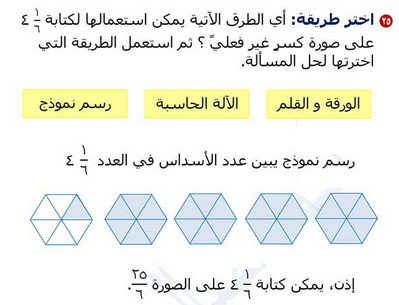 ٢٥ اختر طريقة: أي الطرق الآتية يمكن استعمالها لكتابة ٤ ١/٦
على صورة كسرٍ غير فعليً ؟ ثم استعمل الطريقة التي
اخترتها لحل المسألة.
الورقة و القلم الآلة الحاسبة رسم نموذج
رسم نموذج يبين عدد الأسداس في العدد ٤ ١/٦
إذن، يمكن كتابة ٤ ١/٦ على الصورة ٢٥/٦.